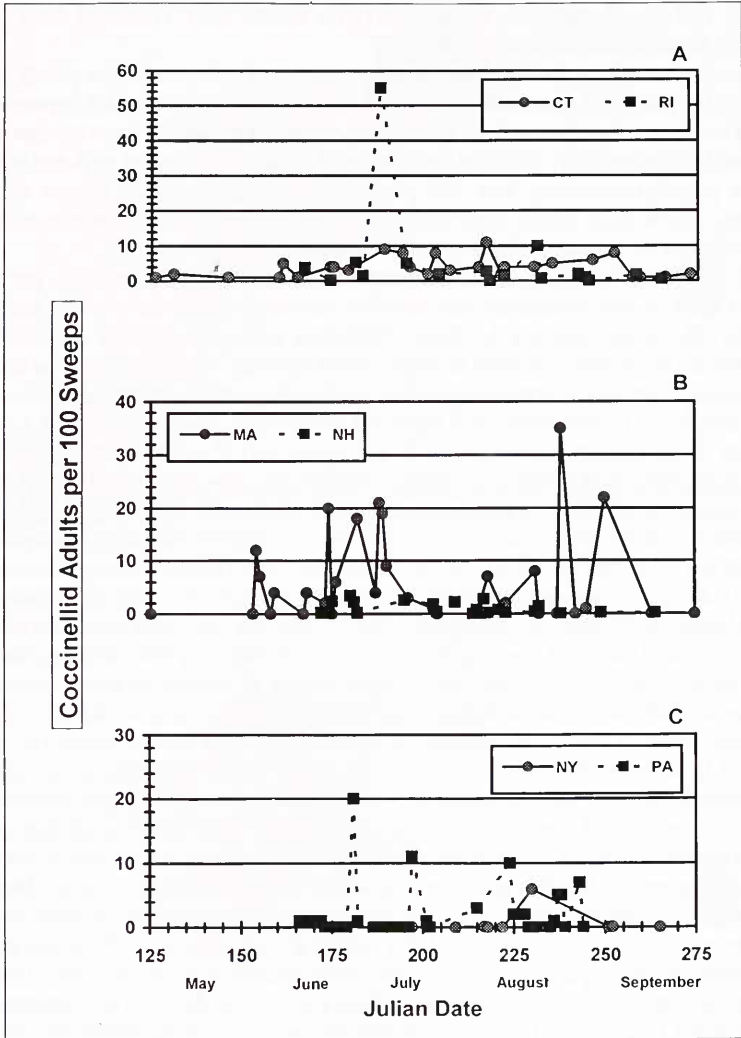 A
60
50
40
30
20
10
0
CT RI
B
40
30
20
10
0
MA NH
Coccinellid Adults per 100 Sweeps
C
30
20
10
0
NY PA
125 150 175 200 225 250 275
May June July August September
Julian Date